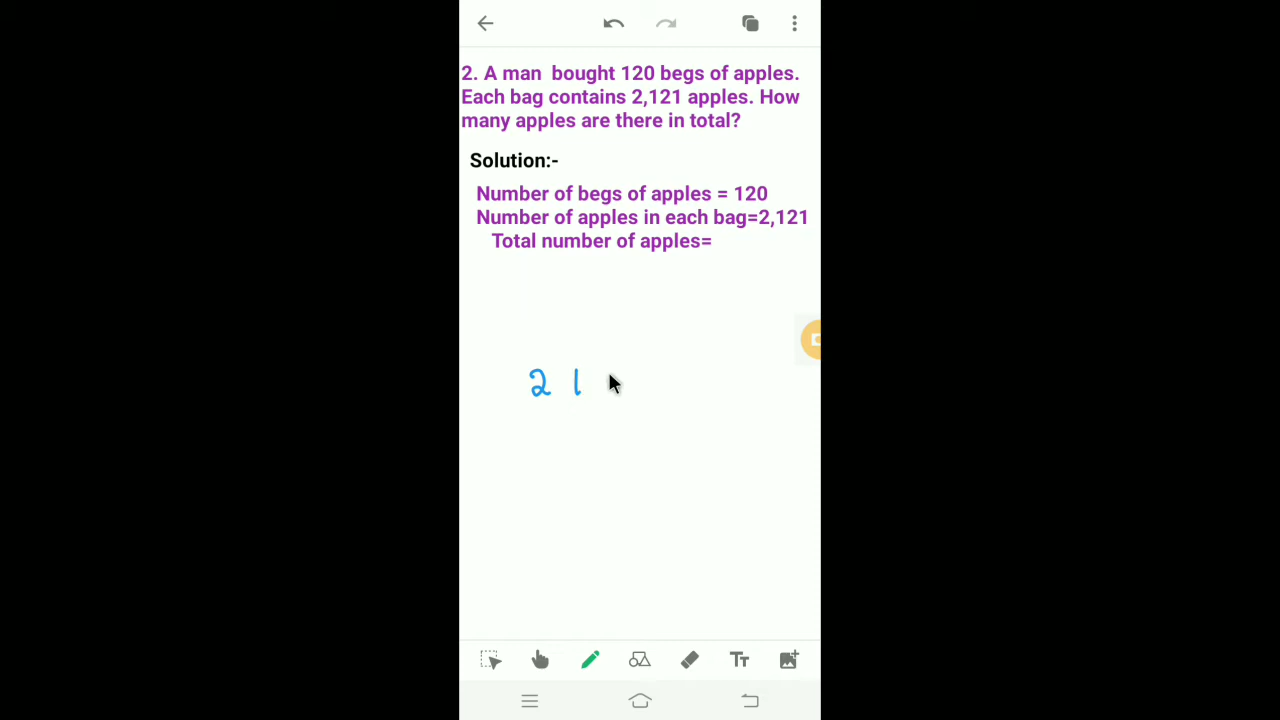 2. A man bought 120 begs of apples.
Each bag contains 2,121 apples. How
many apples are there in total?
Solution:-
Number of begs of apples = 120
Number of apples in each bag=2,121
Total number of apples=
2 1
Tт